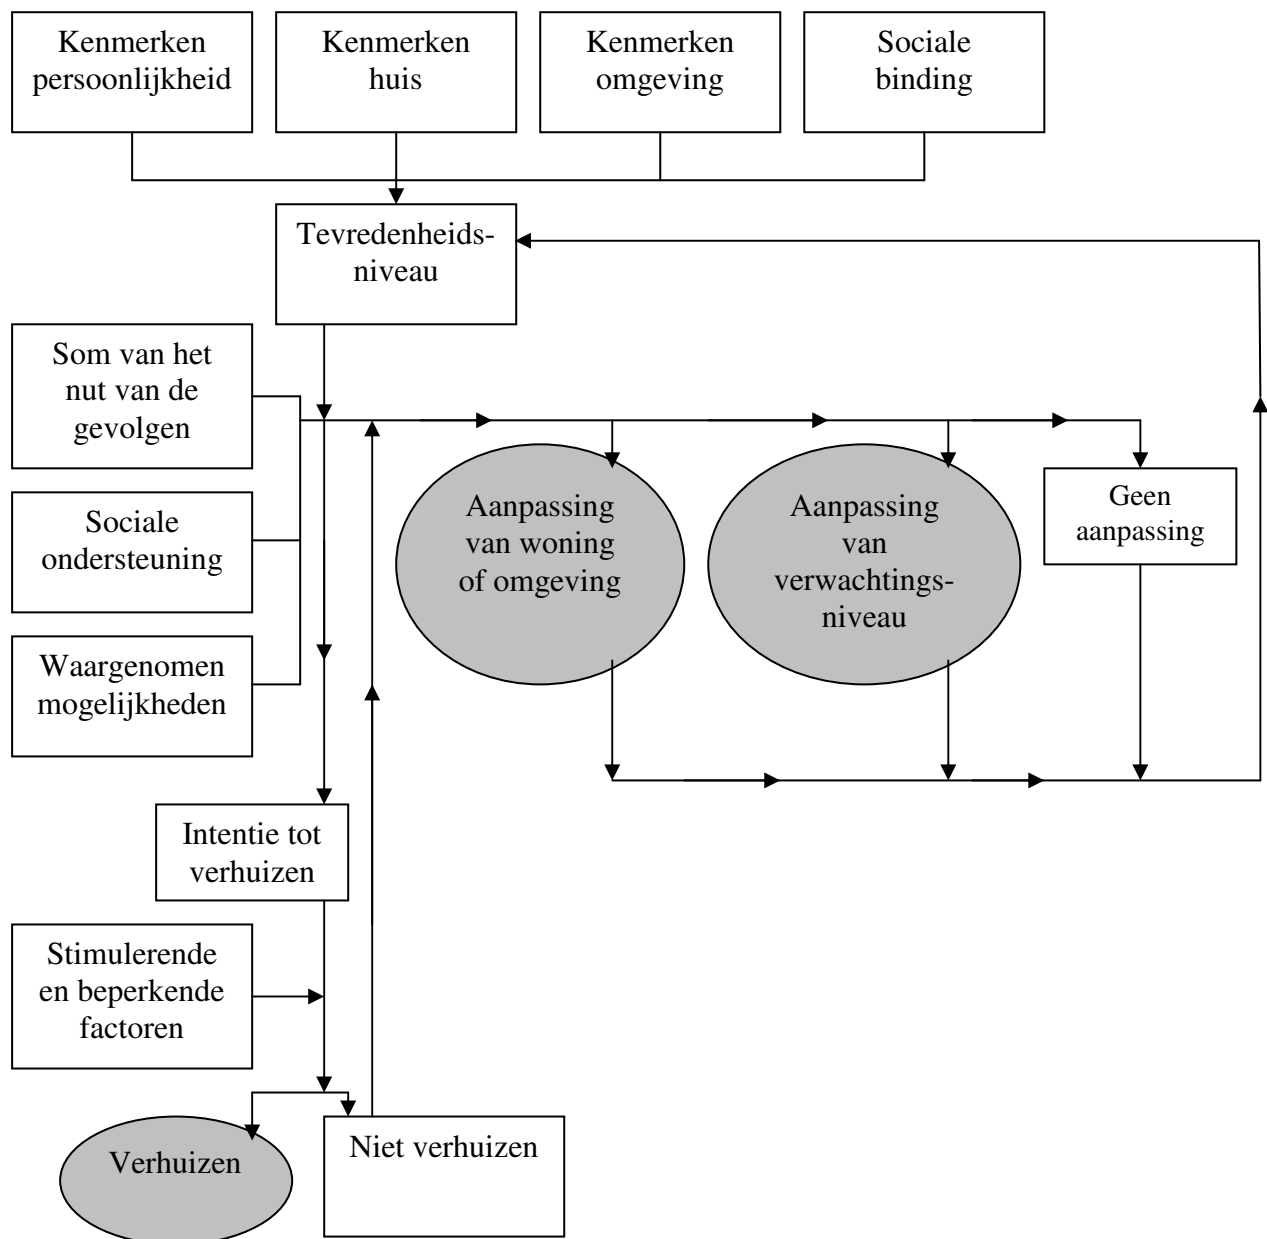 Kenmerken
persoonlijkheid
Kenmerken
huis
Kenmerken
omgeving
Sociale
binding
Tevredenheids-
niveau
Som van het
nut van de
gevolgen
Sociale
ondersteuning
Waargenomen
mogelijkheden
Aanpassing
van woning
of omgeving
Aanpassing
van
verwachtings-
niveau
Geen
aanpassing
Intentie tot
verhuizen
Stimulerende
en beperkende
factoren
Verhuizen
Niet verhuizen